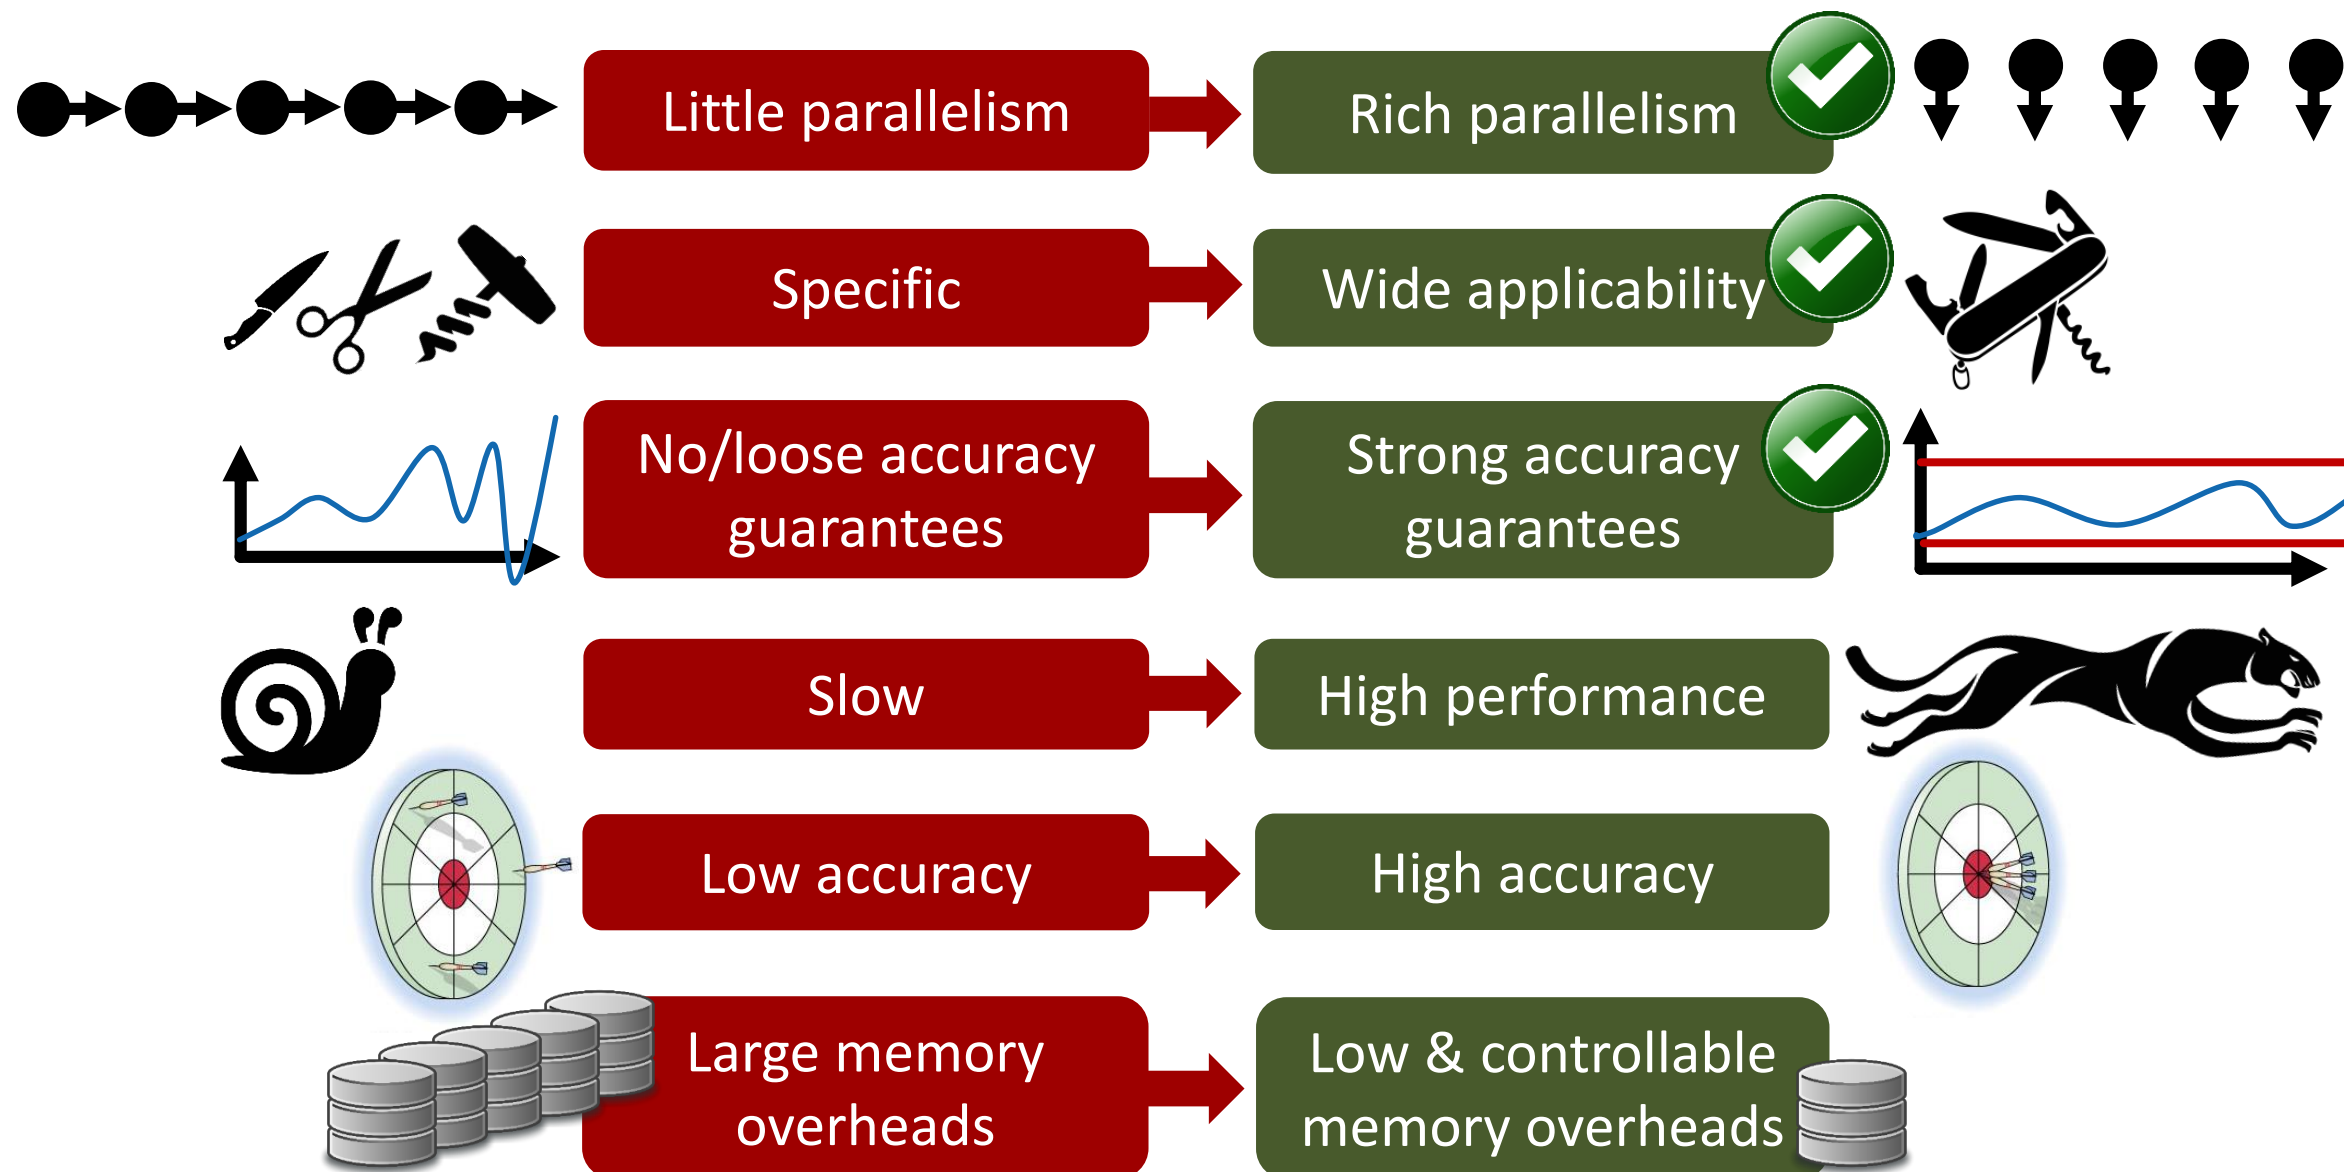 Little parallelism
Rich parallelism
Specific
Wide applicability
No/loose accuracy
guarantees
Strong accuracy
guarantees
Slow
High performance
Low accuracy
High accuracy
Large memory
overheads
Low & controllable
memory overheads